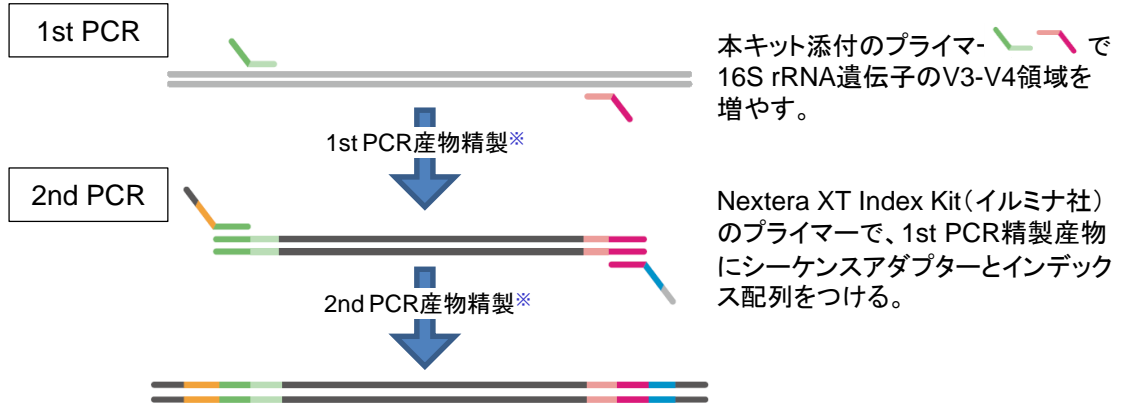 1st PCR
本キット添付のプライマ- で
16S rRNA遺伝子のV3-V4領域を
増やす。
1st PCR産物精製※
2nd PCR
Nextera XT Index Kit（イルミナ社）
のプライマーで、1st PCR精製産物
にシーケンスアダプターとインデック
ス配列をつける。
2nd PCR産物精製※